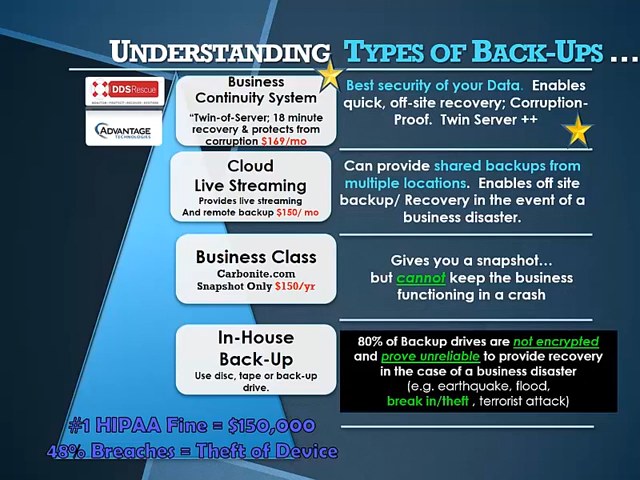 UNDERSTANDING TYPES OF BACK-UPS ...
DDSRescue
ADVANTAGE
TECHNOLOGIES
Business
Continuity System
"Twin-of-Server; 18 minute
recovery & protects from
corruption $169/mo
Best security of your Data. Enables
quick, off-site recovery; Corruption-
Proof. Twin Server ++
Cloud
Live Streaming
Provides live streaming
And remote backup $150/ mo
Can provide shared backups from
multiple locations. Enables off site
backup/ Recovery in the event of a
business disaster.
Business Class
Carbonite.com
Snapshot Only $150/yr
Gives you a snapshot...
but cannot keep the business
functioning in a crash
In-House
Back-Up
Use disc, tape or back-up
drive.
80% of Backup drives are not encrypted
and prove unreliable to provide recovery
in the case of a business disaster
(e.g. earthquake, flood,
break in/theft , terrorist attack)
#1 HIPAA Fine = $150,000
48% Breaches = Theft of Device